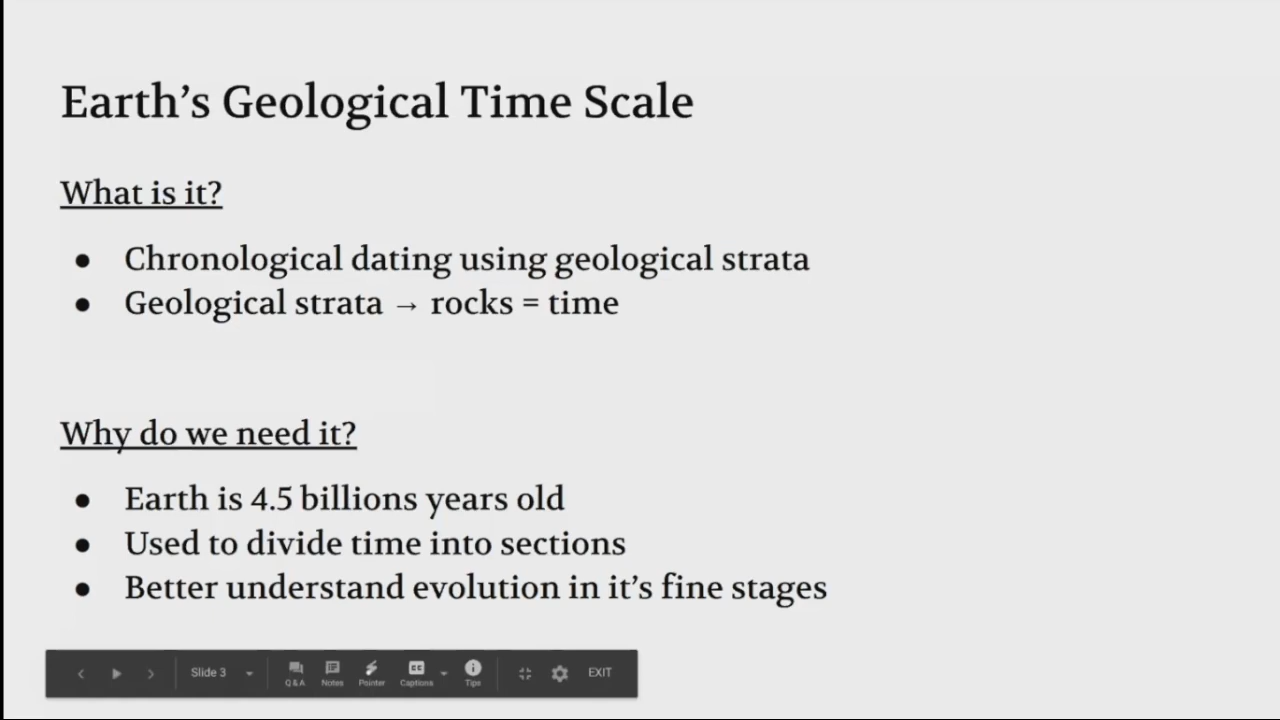 Earth's Geological Time Scale
What is it?
● Chronological dating using geological strata
● Geological strata → rocks = time
Why do we need it?
● Earth is 4.5 billions years old
● Used to divide time into sections
● Better understand evolution in it's fine stages
Slide 3
Q&A Notes Pointer Captions Tips EXIT